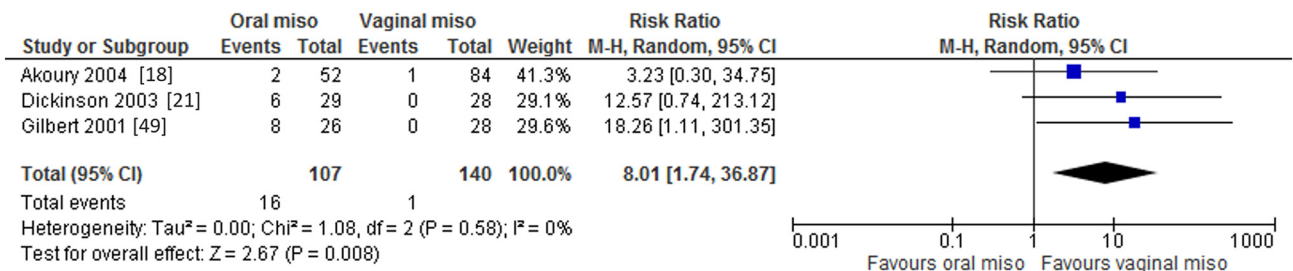 Oral miso Vaginal miso Risk Ratio Risk Ratio
Study or Subgroup Events Total Events Total Weight M-H, Random, 95% CI M-H, Random, 95% CI
Akoury 2004 [18] 2 52 1 84 41.3% 3.23 [0.30, 34.75]
Dickinson 2003 [21] 6 29 0 28 29.1% 12.57 [0.74, 213.12]
Gilbert 2001 [49] 8 26 0 28 29.6% 18.26 [1.11, 301.35]
Total (95% CI) 107 140 100.0% 8.01 [1.74, 36.87]
Total events 16 1
Heterogeneity: Tau² = 0.00; Chi² = 1.08, df = 2 (P = 0.58); I² = 0%
Test for overall effect: Z = 2.67 (P = 0.008)
0.001 0.1 1 10 1000
Favours oral miso Favours vaginal miso